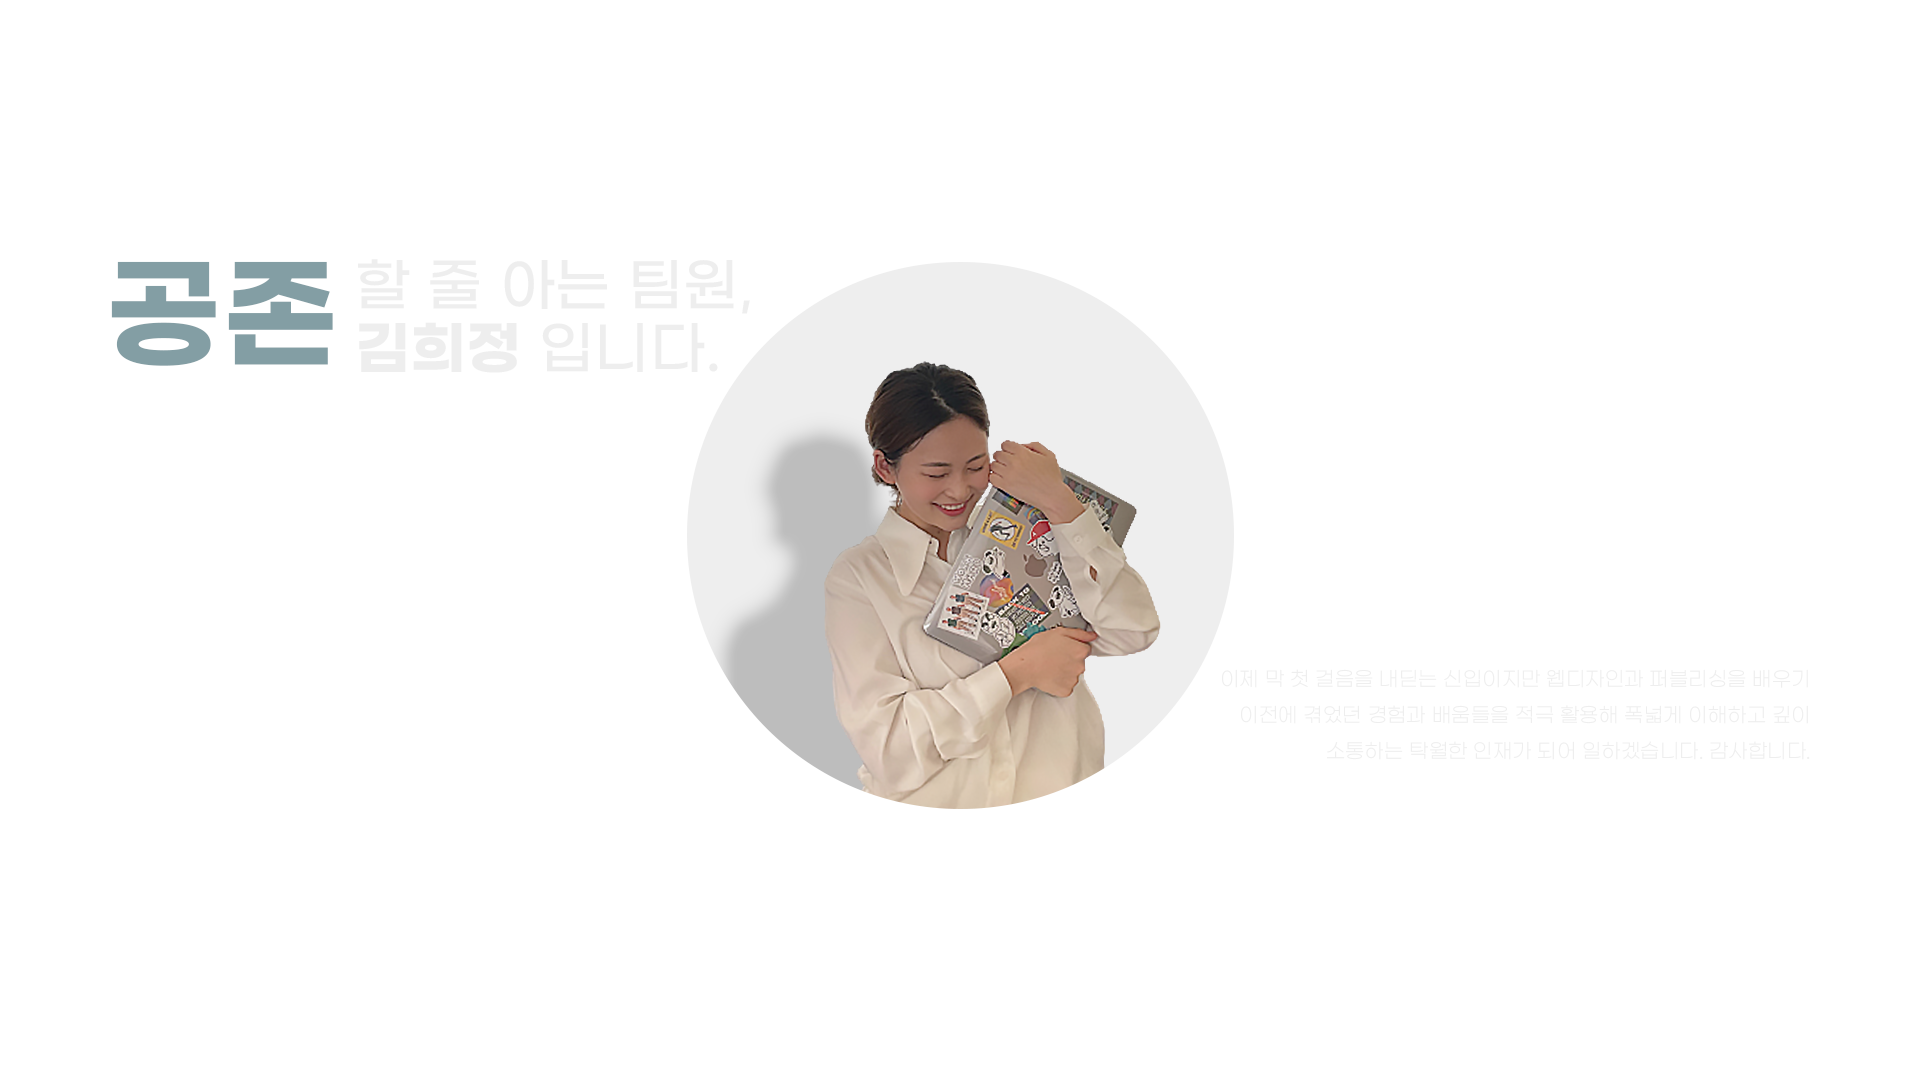 공존 할 줄 아는 팀원,
김희정 입니다.
BACK TO
이제 막 첫 걸음을 내딛는 신입이지만 웹디자인과 퍼블리싱을 배우기
이전에 겪었던 경험과 배움들을 적극 활용해 폭넓게 이해하고 깊이
소통하는 탁월한 인재가 되어 일하겠습니다. 감사합니다.